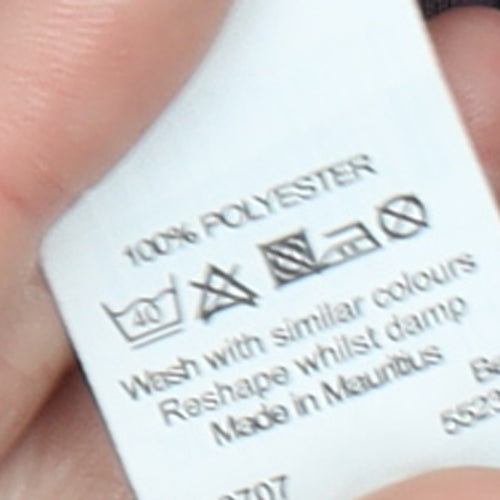 100% POLYESTER
40
Wash with similar colours
Reshape whilst damp
Made in Mauritius